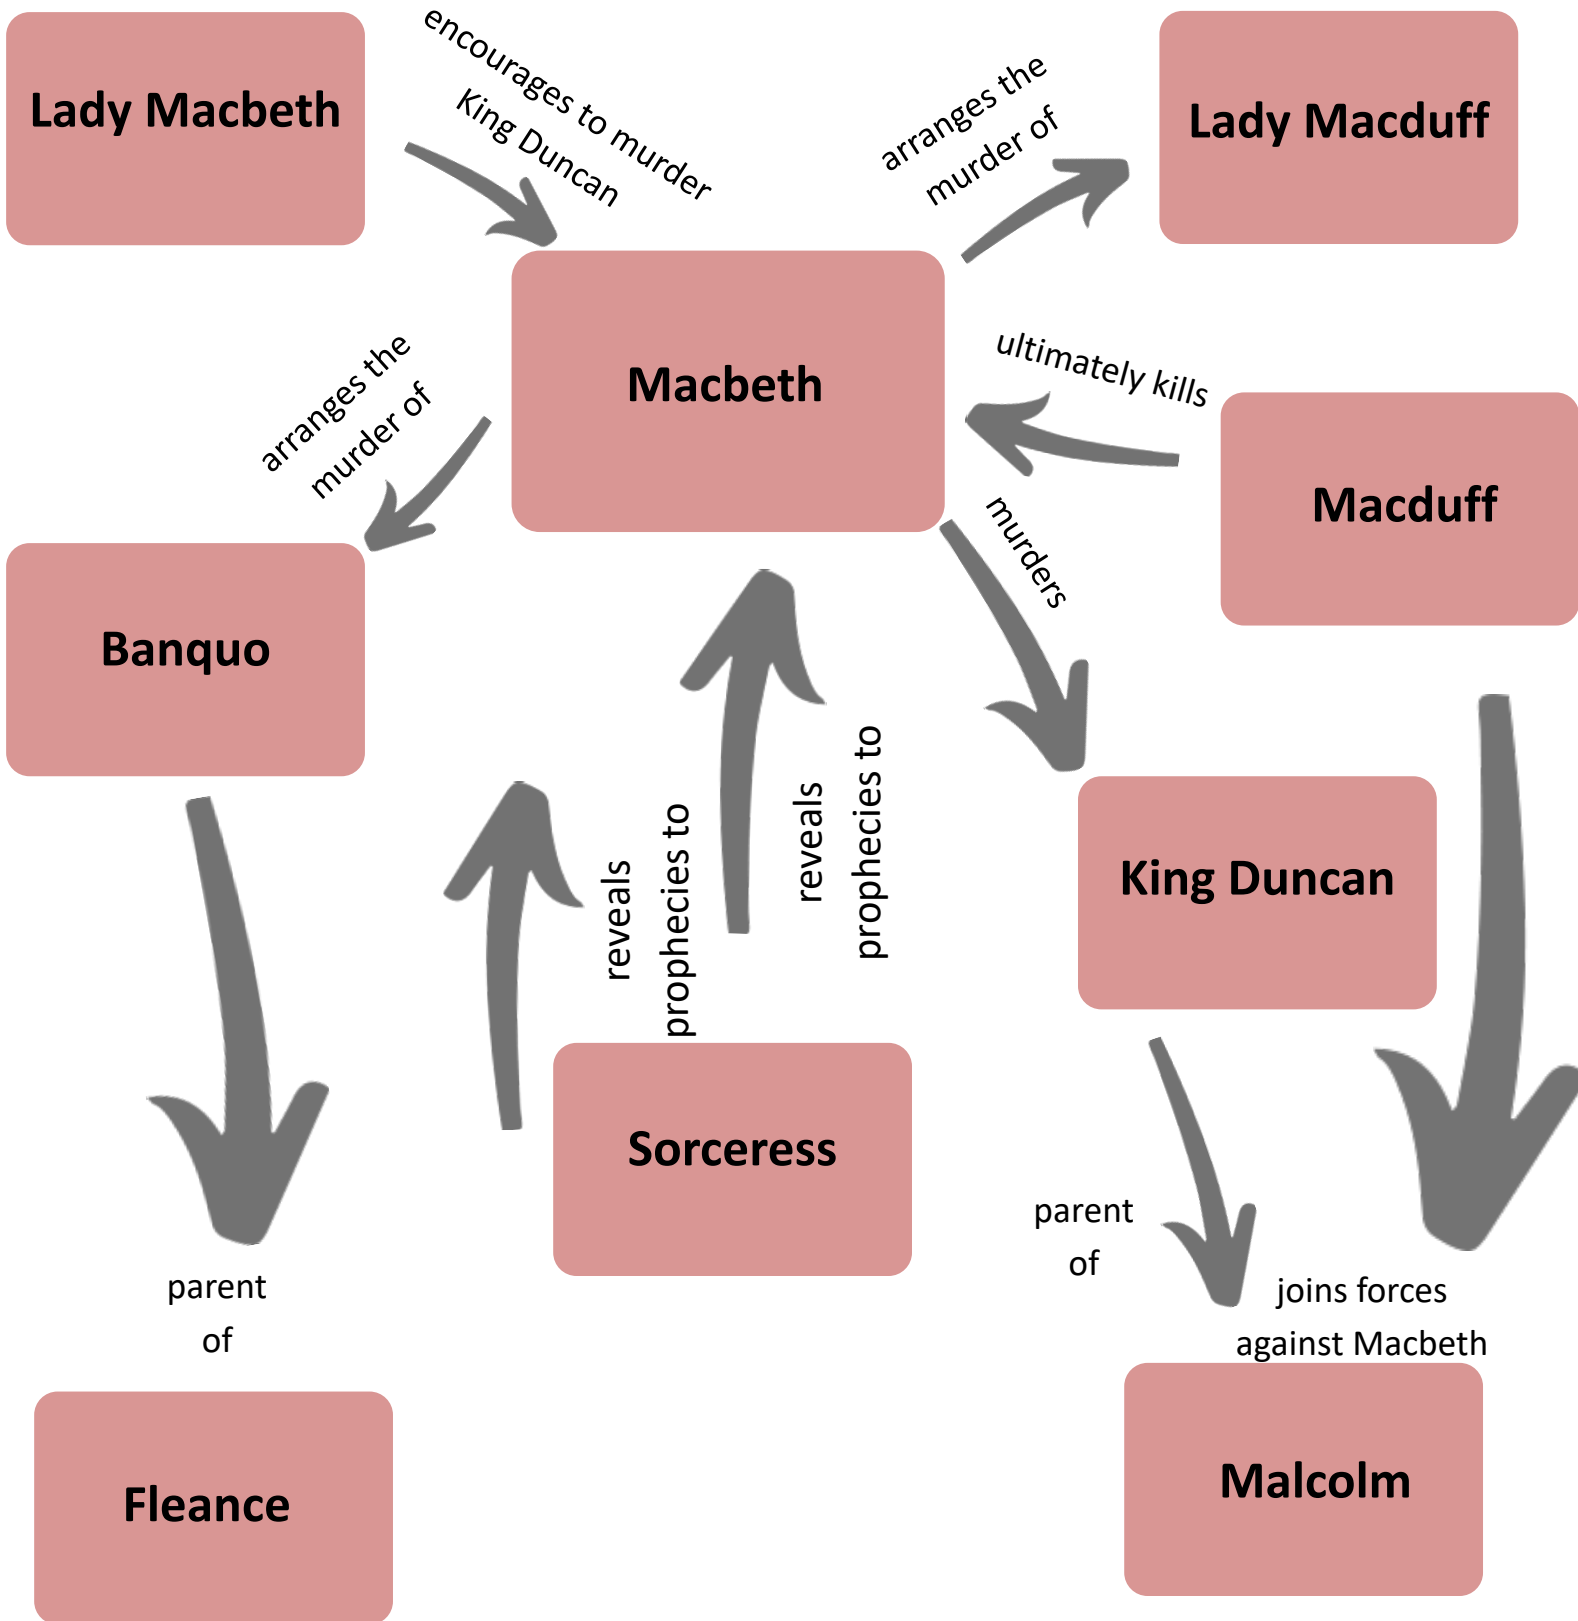 Lady Macbeth
encourages to murder
King Duncan
arranges the
murder of
Lady Macduff
Macbeth
ultimately kills
Macduff
arranges the
murder of
murders
Banquo
reveals
prophecies to
reveals
prophecies to
King Duncan
Sorceress
parent
of
parent
of
joins forces
against Macbeth
Fleance
Malcolm